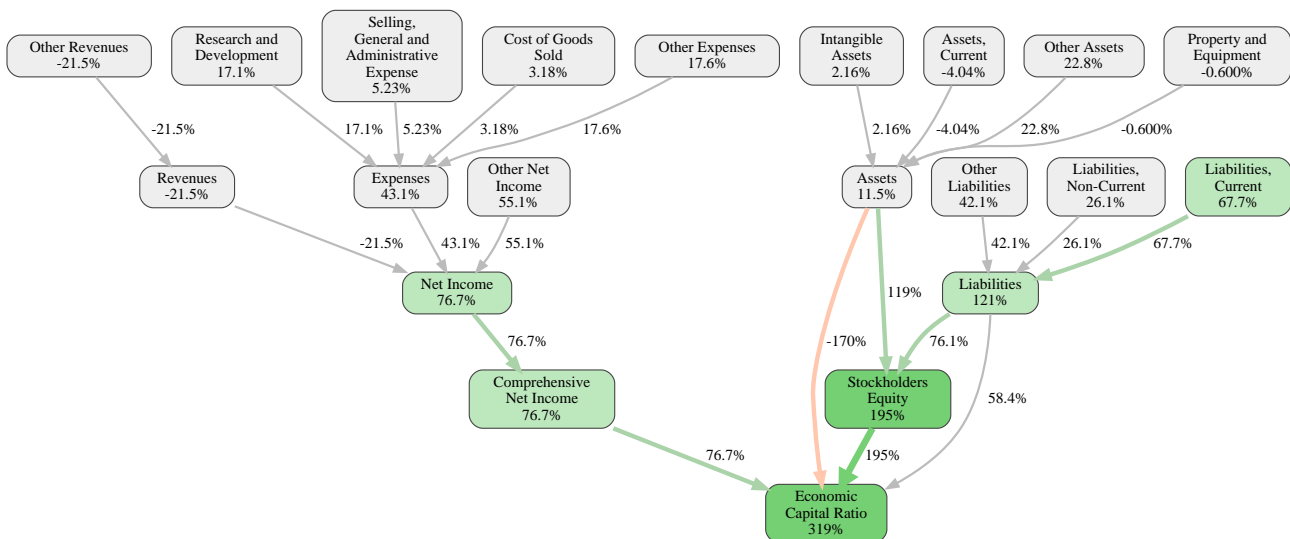 Other Revenues
-21.5%
Research and
Development
17.1%
Selling,
General and
Administrative
Expense
5.23%
Cost of Goods
Sold
3.18%
Other Expenses
17.6%
Intangible
Assets
2.16%
Assets,
Current
-4.04%
Other Assets
22.8%
Property and
Equipment
-0.600%
-21.5%
17.1%
5.23%
3.18%
17.6%
2.16%
-4.04%
22.8%
-0.600%
Revenues
-21.5%
Expenses
43.1%
Other Net
Income
55.1%
Assets
11.5%
Other
Liabilities
42.1%
Liabilities,
Non-Current
26.1%
Liabilities,
Current
67.7%
-21.5%
43.1%
55.1%
42.1%
26.1%
67.7%
Net Income
76.7%
119%
Liabilities
121%
76.7%
-170%
76.1%
Comprehensive
Net Income
76.7%
Stockholders
Equity
195%
58.4%
76.7%
195%
Economic
Capital Ratio
319%